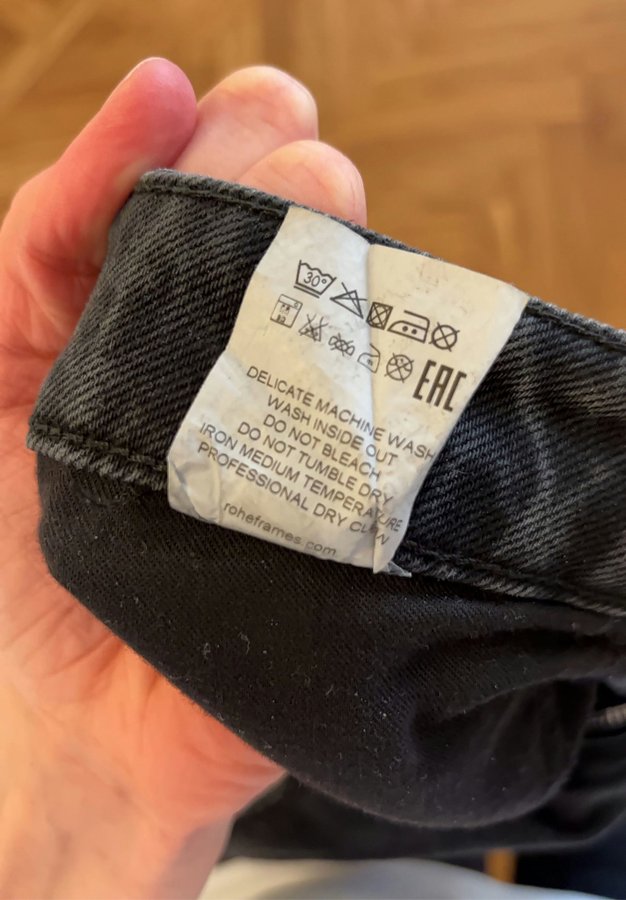 30°
EAC
DELICATE MACHINE WASH
WASH INSIDE OUT
DO NOT BLEACH
DO NOT TUMBLE DRY
IRON MEDIUM TEMPERATURE
PROFESSIONAL DRY CLEAN
roheframes.com